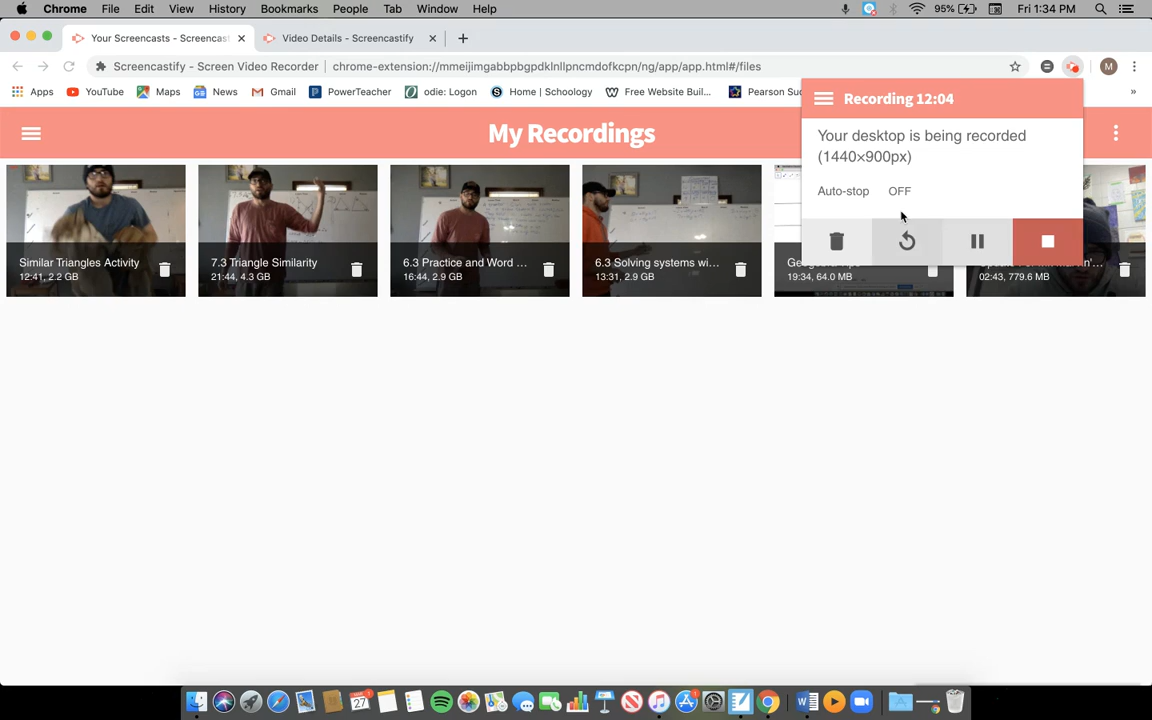 Chrome File Edit View History Bookmarks People Tab Window Help 95% Fri 1:34 PM
Your Screencasts - Screencast Video Details - Screencastify
Screencastify - Screen Video Recorder chrome-extension://mmeijimgabbpbgpdklnllpncmdofkcpn/ng/app/app.html#/files M
Apps YouTube Maps News Gmail PowerTeacher odie: Logon Home | Schoology Free Website Buil... »
Recording 12:04
My Recordings
Your desktop is being recorded
(1440×900px)
Auto-stop OFF
Similar Triangles Activity
12:41, 2.2 GB
7.3 Triangle Similarity
21:44, 4.3 GB
6.3 Practice and Word ...
16:44, 2.9 GB
6.3 Solving systems wi...
13:31, 2.9 GB
19:34, 64.0 MB
02:43, 779.6 MB
27